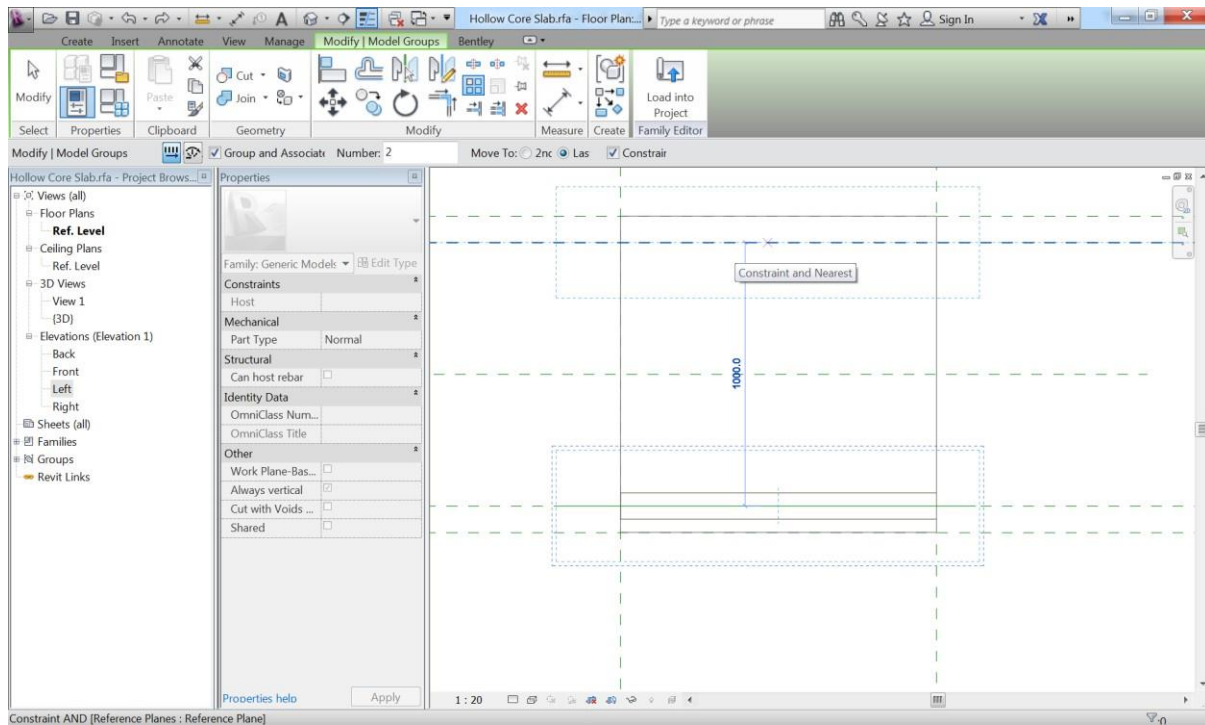 Hollow Core Slab.rfa - Floor Plan:...
Type a keyword or phrase
Sign In
Create Insert Annotate View Manage Modify | Model Groups Bentley
Modify
Paste
Cut
Join
Load into
Project
Select Properties Clipboard Geometry Modify Measure Create Family Editor
Modify | Model Groups Group and Associate Number: 2 Move To: 2nc Las Constrair
Hollow Core Slab.rfa - Project Brows...
Views (all)
Floor Plans
Ref. Level
Ceiling Plans
Ref. Level
3D Views
View 1
{3D}
Elevations (Elevation 1)
Back
Front
Left
Right
Sheets (all)
Families
Groups
Revit Links
Properties
Family: Generic Models Edit Type
Constraints
Host
Mechanical
Part Type Normal
Structural
Can host rebar
Identity Data
OmniClass Num...
OmniClass Title
Other
Work Plane-Bas...
Always vertical
Cut with Voids ...
Shared
Properties help Apply
Constraint and Nearest
1000.0
1 : 20
Constraint AND [Reference Planes : Reference Plane]
:0